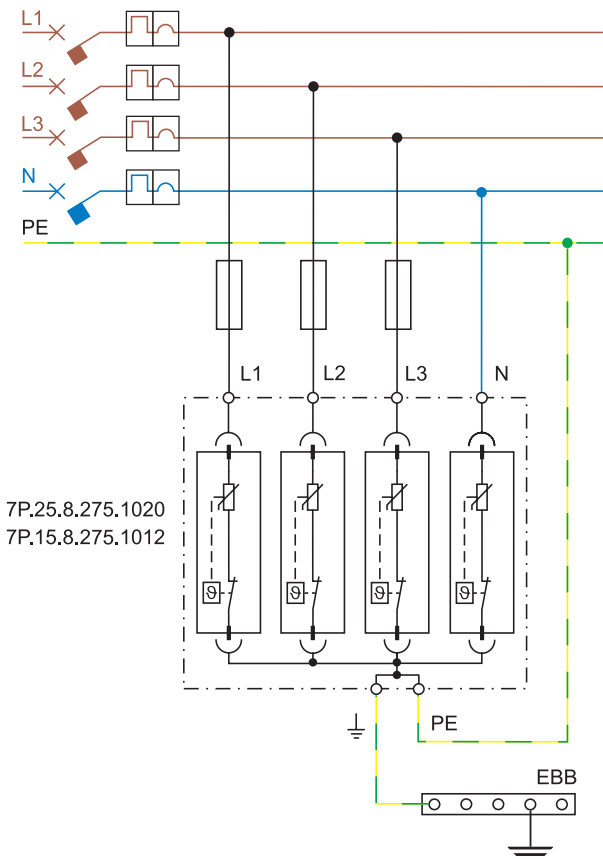 L1
L2
L3
N
PE
L1 L2 L3 N
7P.25.8.275.1020
7P.15.8.275.1012
ϑ ϑ ϑ ϑ
PE
EBB